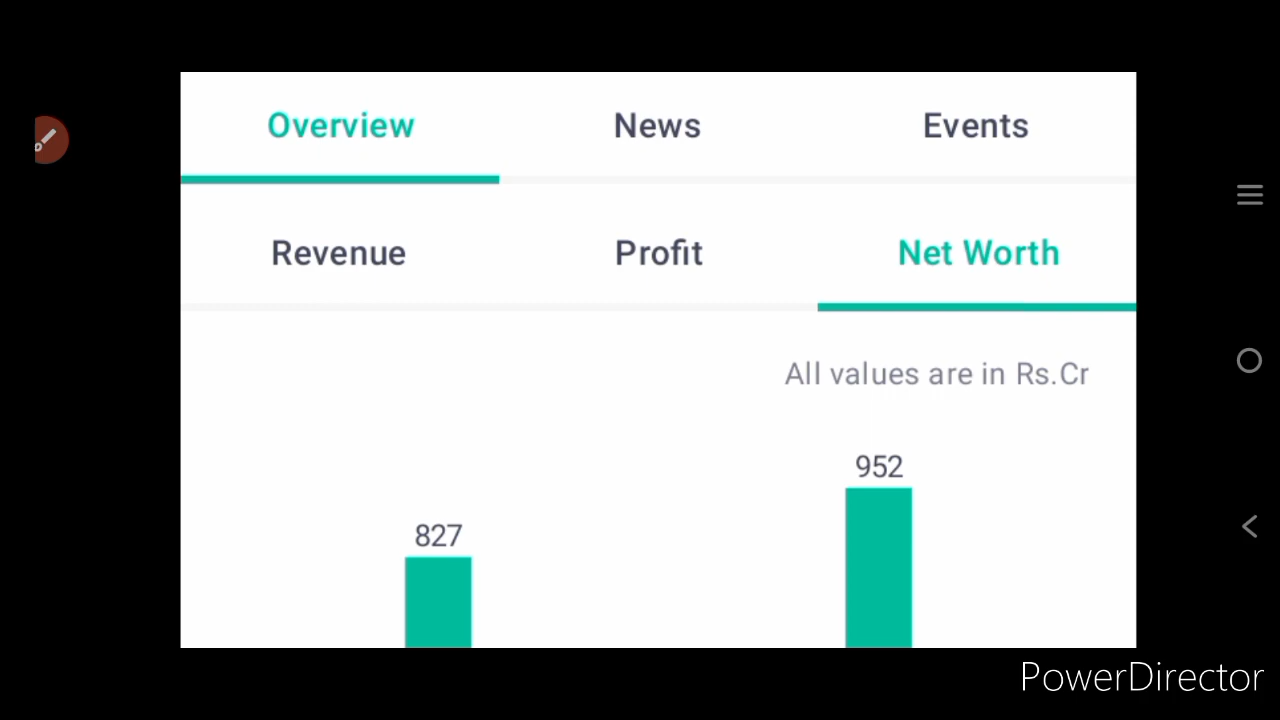 Overview News Events
Revenue Profit Net Worth
All values are in Rs.Cr
952
827
PowerDirector